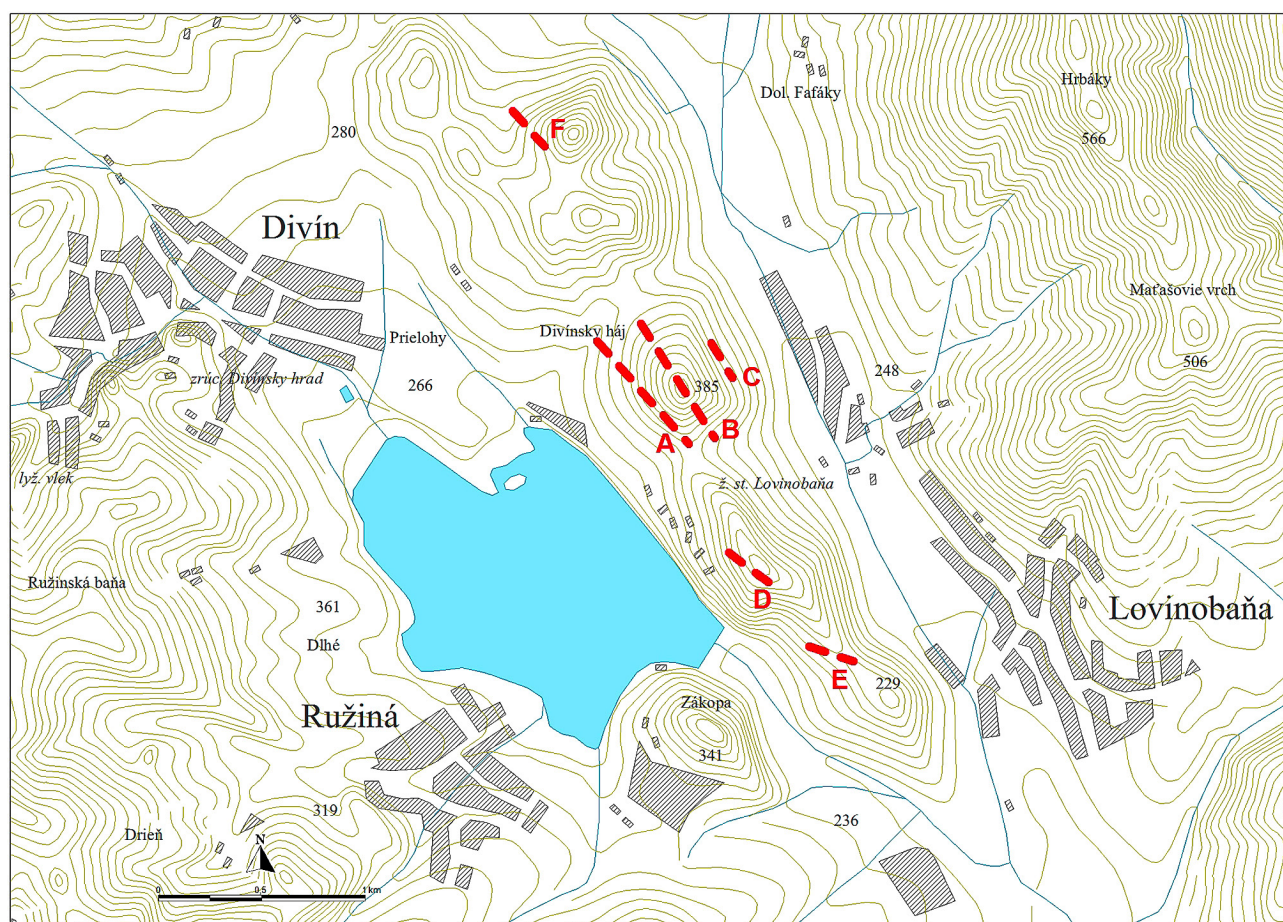 Hrbáky
Dol. Fafáky
F
280
566
Divín
Maťašovie vrch
Divínsky háj
Prielohy
506
C
248
zrúc. Divínsky hrad
266
385
A
B
lyž. vlek
ž. st. Lovinobaňa
Ružinská baňa
D
361
Lovinobaňa
Dlhé
E
229
Zákopa
Ružiná
341
319
236
Drieň
N
0
0,5
1 km